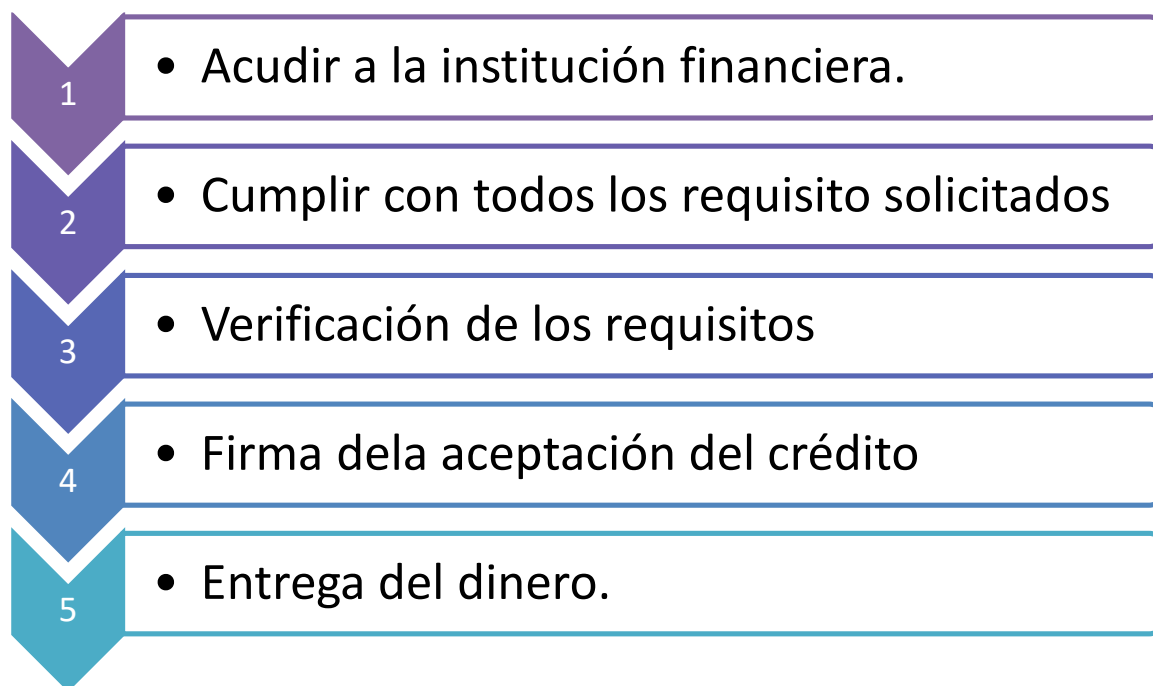 1
• Acudir a la institución financiera.
2
• Cumplir con todos los requisito solicitados
3
• Verificación de los requisitos
4
• Firma dela aceptación del crédito
5
• Entrega del dinero.